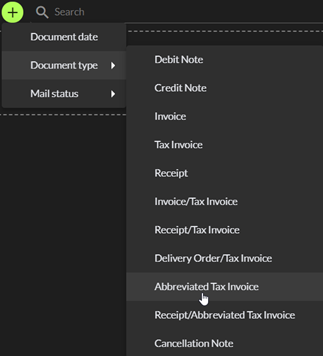 Search
Document date
Document type
Mail status
Debit Note
Credit Note
Invoice
Tax Invoice
Receipt
Invoice/Tax Invoice
Receipt/Tax Invoice
Delivery Order/Tax Invoice
Abbreviated Tax Invoice
Receipt/Abbreviated Tax Invoice
Cancellation Note